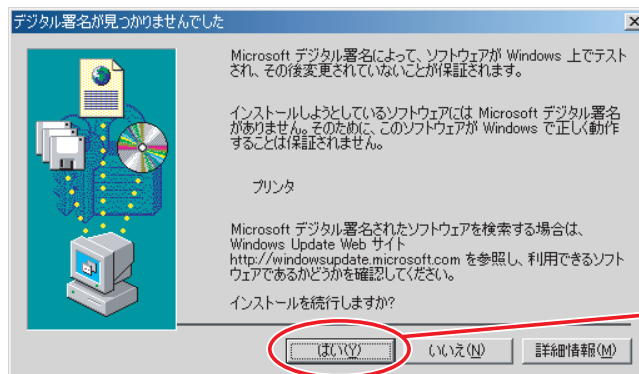 デジタル署名が見つかりませんでした
Microsoft デジタル署名によって、ソフトウェアが Windows 上でテスト
され、その後変更されていないことが保証されます。
インストールしようとしているソフトウェアには Microsoft デジタル署名
がありません。そのために、このソフトウェアが Windows で正しく動作
することは保証されません。
プリンタ
Microsoft デジタル署名されたソフトウェアを検索する場合は、
Windows Update Web サイト
http://windowsupdate.microsoft.com を参照し、利用できるソフト
ウェアであるかどうかを確認してください。
インストールを続行しますか?
はい(Y) いいえ(N) 詳細情報(M)